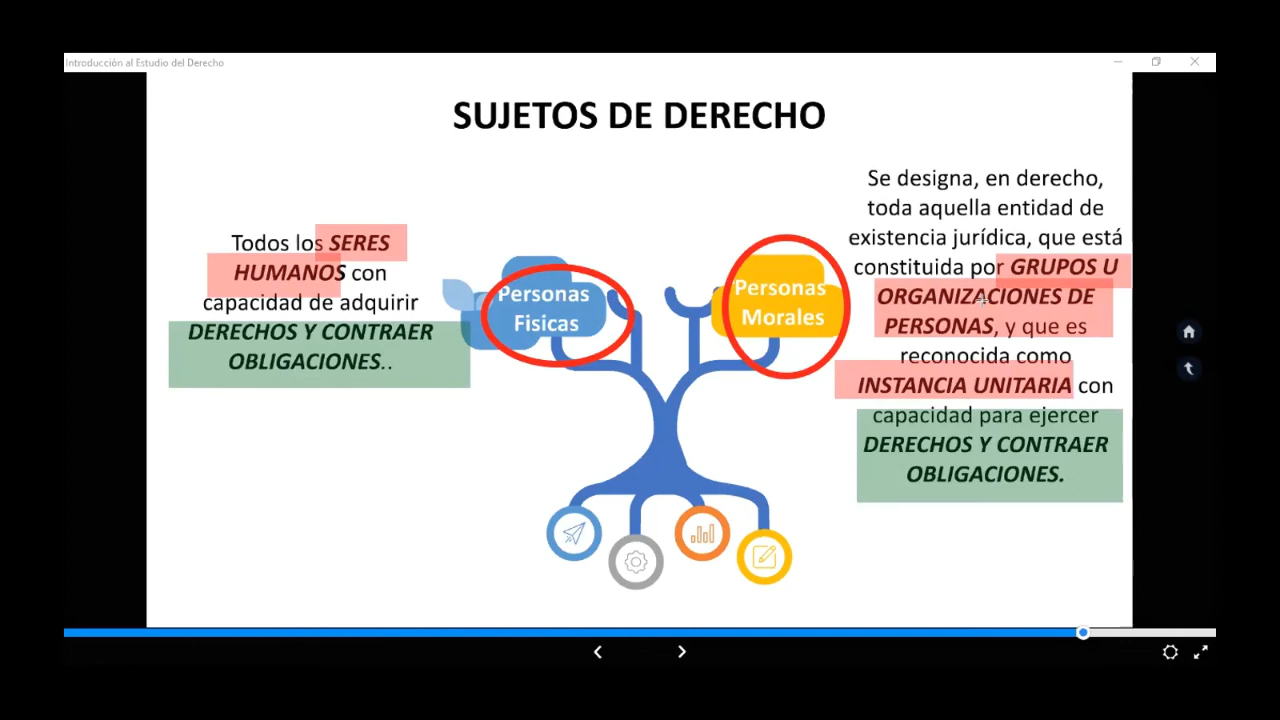 Introducción al Estudio del Derecho
SUJETOS DE DERECHO
Todos los SERES
HUMANOS con
capacidad de adquirir
DERECHOS Y CONTRAER
OBLIGACIONES..
Personas
Fisicas
Personas
Morales
Se designa, en derecho,
toda aquella entidad de
existencia jurídica, que está
constituida por GRUPOS U
ORGANIZACIONES DE
PERSONAS, y que es
reconocida como
INSTANCIA UNITARIA con
capacidad para ejercer
DERECHOS Y CONTRAER
OBLIGACIONES.